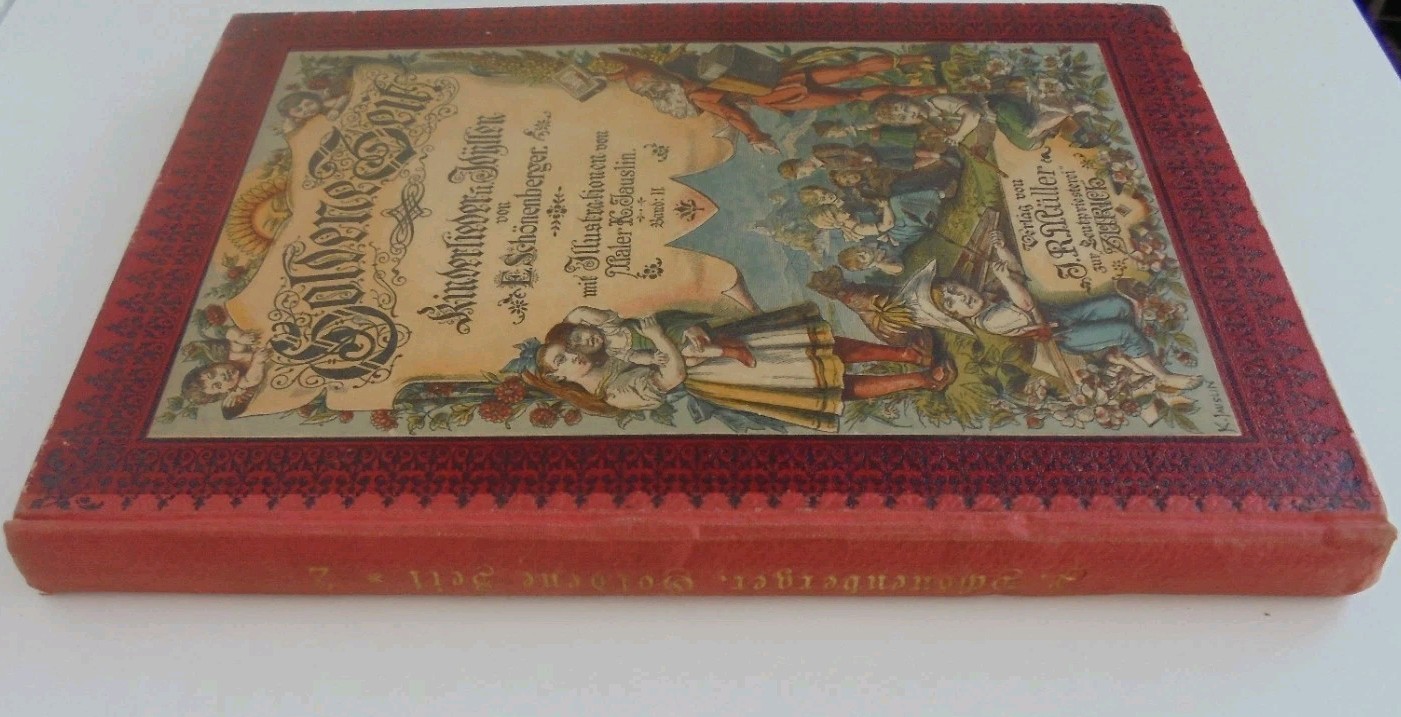 Goldene Zeit
Kinderlieder u. Idyllen
von
E. Schönenberger.
mit Illustrationen von
Maler K. Jauslin.
Band: II
Verlag von
J. R. Müller
zur Leutpriesterei
ZÜRICH
K. Jauslin
E. Schönenberger, Goldene Zeit * 2